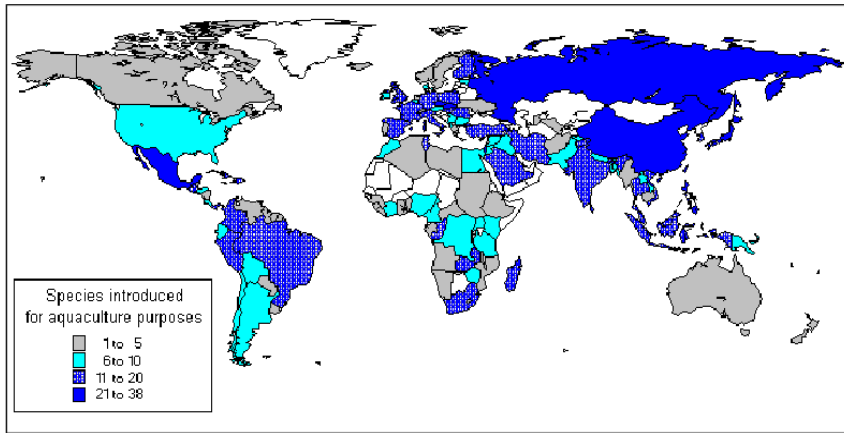 Species introduced
for aquaculture purposes
1 to 5
6 to 10
11 to 20
21 to 38